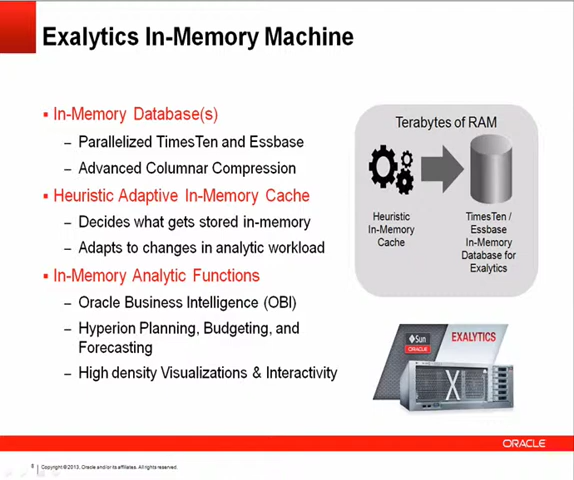 Exalytics In-Memory Machine
▪ In-Memory Database(s)
– Parallelized TimesTen and Essbase
– Advanced Columnar Compression
▪ Heuristic Adaptive In-Memory Cache
– Decides what gets stored in-memory
– Adapts to changes in analytic workload
▪ In-Memory Analytic Functions
– Oracle Business Intelligence (OBI)
– Hyperion Planning, Budgeting, and
Forecasting
– High density Visualizations & Interactivity
Terabytes of RAM
Heuristic
In-Memory
Cache
TimesTen /
Essbase
In-Memory
Database for
Exalytics
Sun
ORACLE
EXALYTICS
X
ORACLE
Copyright © 2013, Oracle and/or its affiliates. All rights reserved.